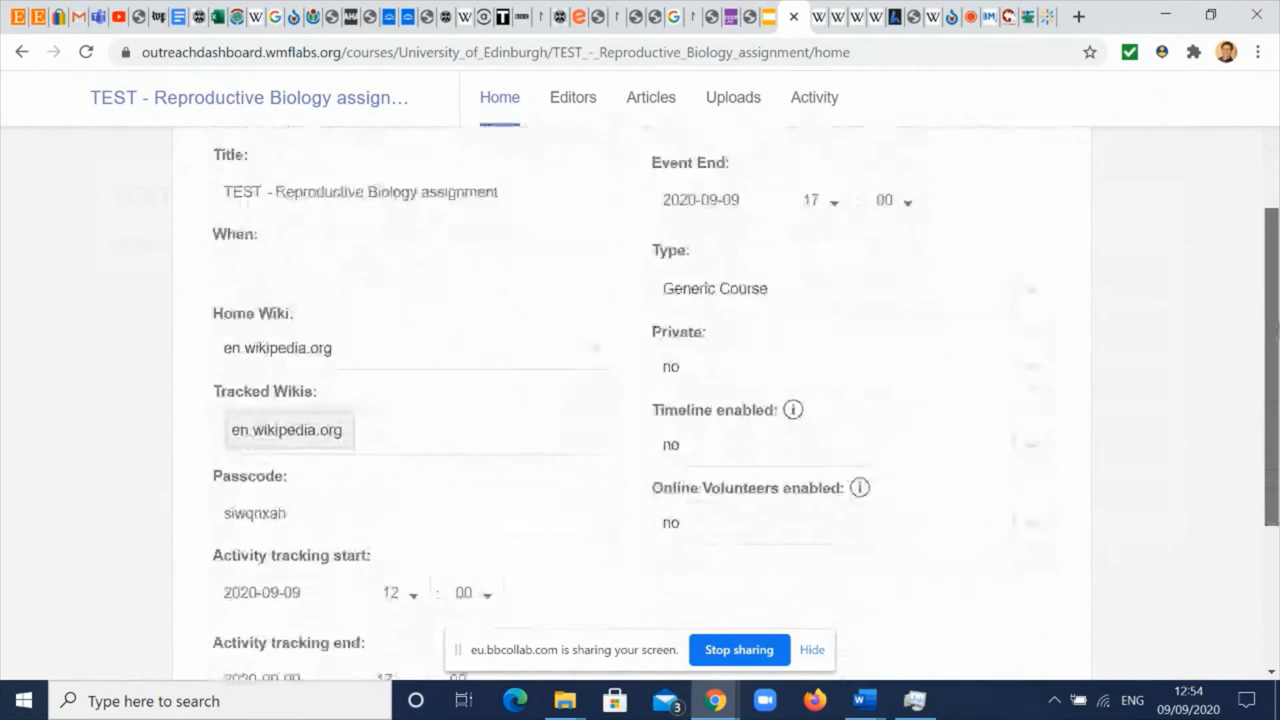 outreachdashboard.wmflabs.org/courses/University_of_Edinburgh/TEST_-_Reproductive_Biology_assignment/home
TEST - Reproductive Biology assign...
Home
Editors
Articles
Uploads
Activity
Title:
TEST - Reproductive Biology assignment
When:
Home Wiki:
en.wikipedia.org
Tracked Wikis:
en.wikipedia.org
Passcode:
siwqnxah
Activity tracking start:
2020-09-09 12 : 00
Activity tracking end:
Event End:
2020-09-09 17 : 00
Type:
Generic Course
Private:
no
Timeline enabled:
no
Online Volunteers enabled:
no
eu.bbcollab.com is sharing your screen.
Stop sharing
Hide
Type here to search
3
ENG
12:54
09/09/2020